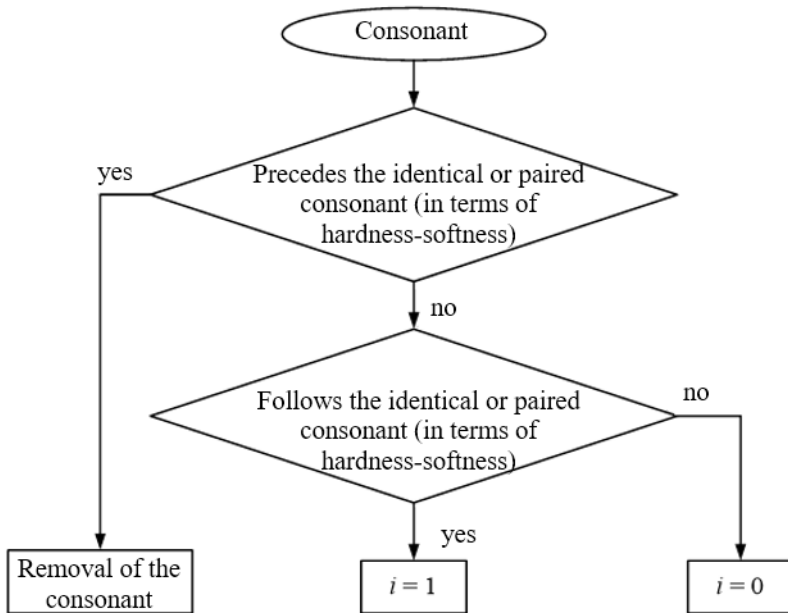 Consonant
yes
Precedes the identical or paired
consonant (in terms of
hardness-softness)
no
Follows the identical or paired
consonant (in terms of
hardness-softness)
no
yes
Removal of the
consonant
i = 1
i = 0